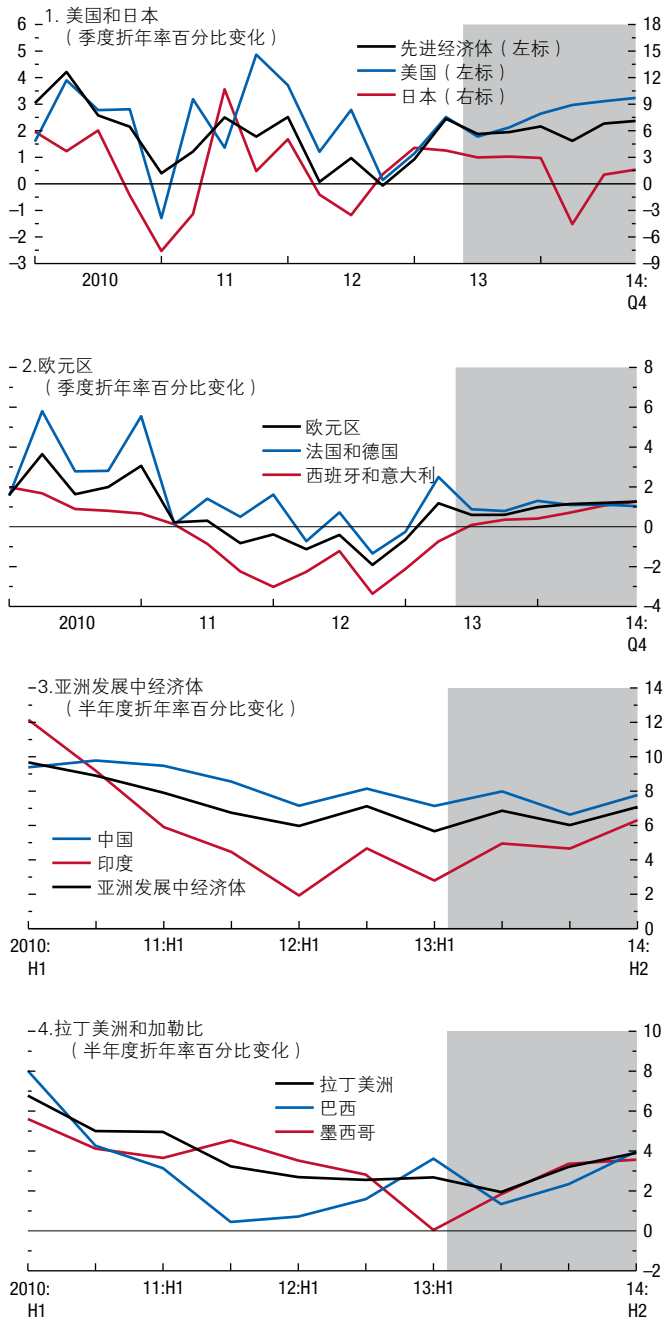 1. 美国和日本
（季度折年率百分比变化）
先进经济体（左标）
美国（左标）
日本（右标）
6
5
4
3
2
1
0
–1
–2
–3
18
15
12
9
6
3
0
–3
–6
–9
2010
11
12
13
14:
Q4
2.欧元区
（季度折年率百分比变化）
欧元区
法国和德国
西班牙和意大利
8
6
4
2
0
–2
–4
2010
11
12
13
14:
Q4
3.亚洲发展中经济体
（半年度折年率百分比变化）
中国
印度
亚洲发展中经济体
14
12
10
8
6
4
2
0
2010:
H1
11:H1
12:H1
13:H1
14:
H2
4.拉丁美洲和加勒比
（半年度折年率百分比变化）
拉丁美洲
巴西
墨西哥
10
8
6
4
2
0
–2
2010:
H1
11:H1
12:H1
13:H1
14:
H2